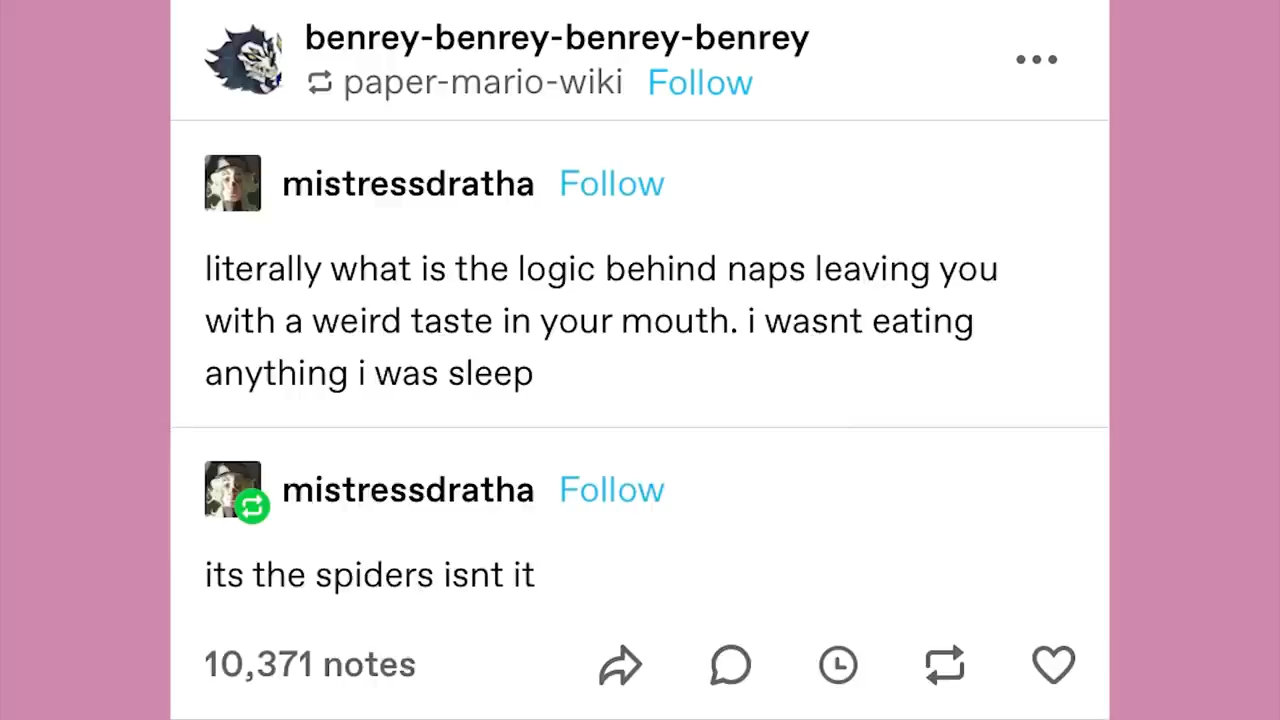 benrey-benrey-benrey-benrey
paper-mario-wiki Follow
mistressdratha Follow
literally what is the logic behind naps leaving you
with a weird taste in your mouth. i wasnt eating
anything i was sleep
mistressdratha Follow
its the spiders isnt it
10,371 notes